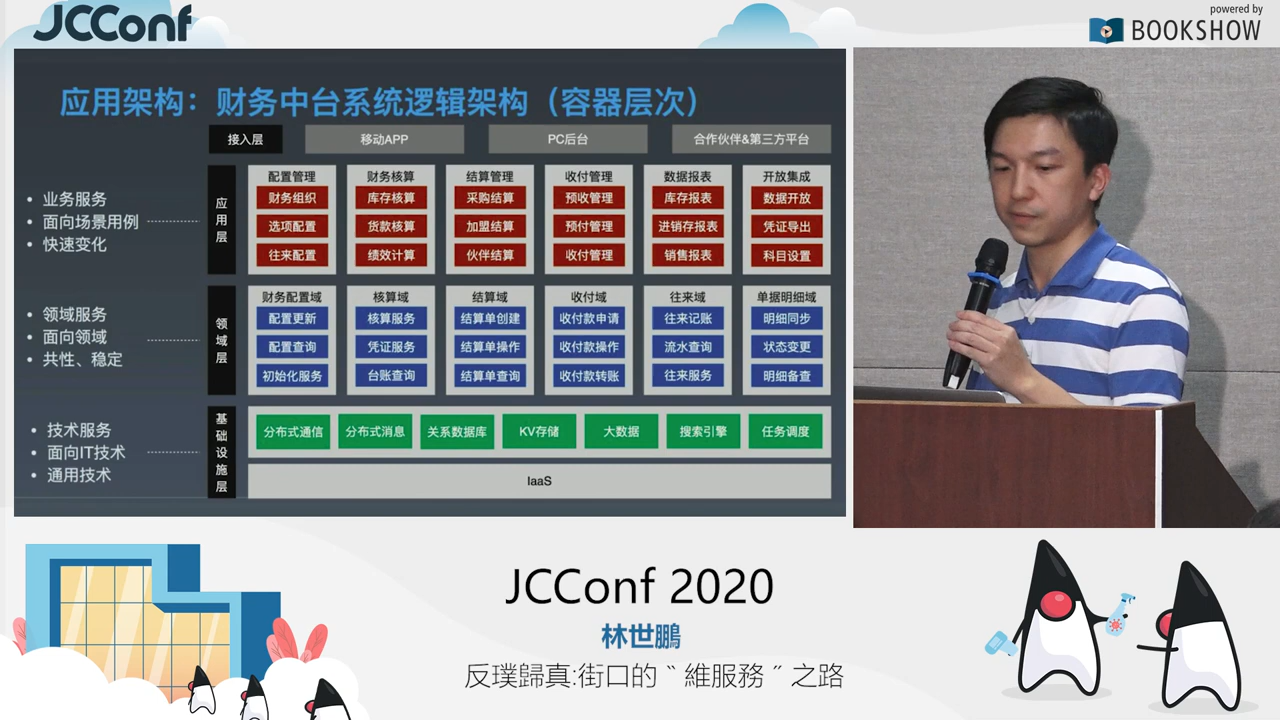 JCConf
powered by
BOOKSHOW
应用架构：财务中台系统逻辑架构（容器层次）
接入层 移动APP PC后台 合作伙伴&第三方平台
• 业务服务
• 面向场景用例
• 快速变化
应用层
配置管理 财务核算 结算管理 收付管理 数据报表 开放集成
财务组织 库存核算 采购结算 预收管理 库存报表 数据开放
选项配置 货款核算 加盟结算 预付管理 进销存报表 凭证导出
往来配置 绩效计算 伙伴结算 收付管理 销售报表 科目设置
• 领域服务
• 面向领域
• 共性、稳定
领域层
财务配置域 核算域 结算域 收付域 往来域 单据明细域
配置更新 核算服务 结算单创建 收付款申请 往来记账 明细同步
配置查询 凭证服务 结算单操作 收付款操作 流水查询 状态变更
初始化服务 台账查询 结算单查询 收付款转账 往来服务 明细备查
• 技术服务
• 面向IT技术
• 通用技术
基础设施层
分布式通信 分布式消息 关系数据库 KV存储 大数据 搜索引擎 任务调度
IaaS
JCConf 2020
林世鵬
反璞歸真:街口的〝維服務〞之路